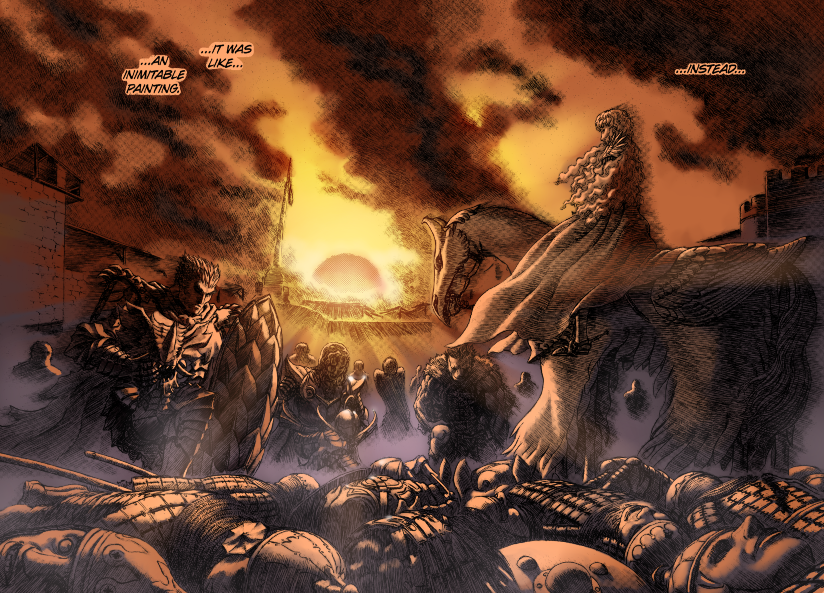 ...INSTEAD...
...IT WAS
LIKE...
...AN
INIMITABLE
PAINTING.